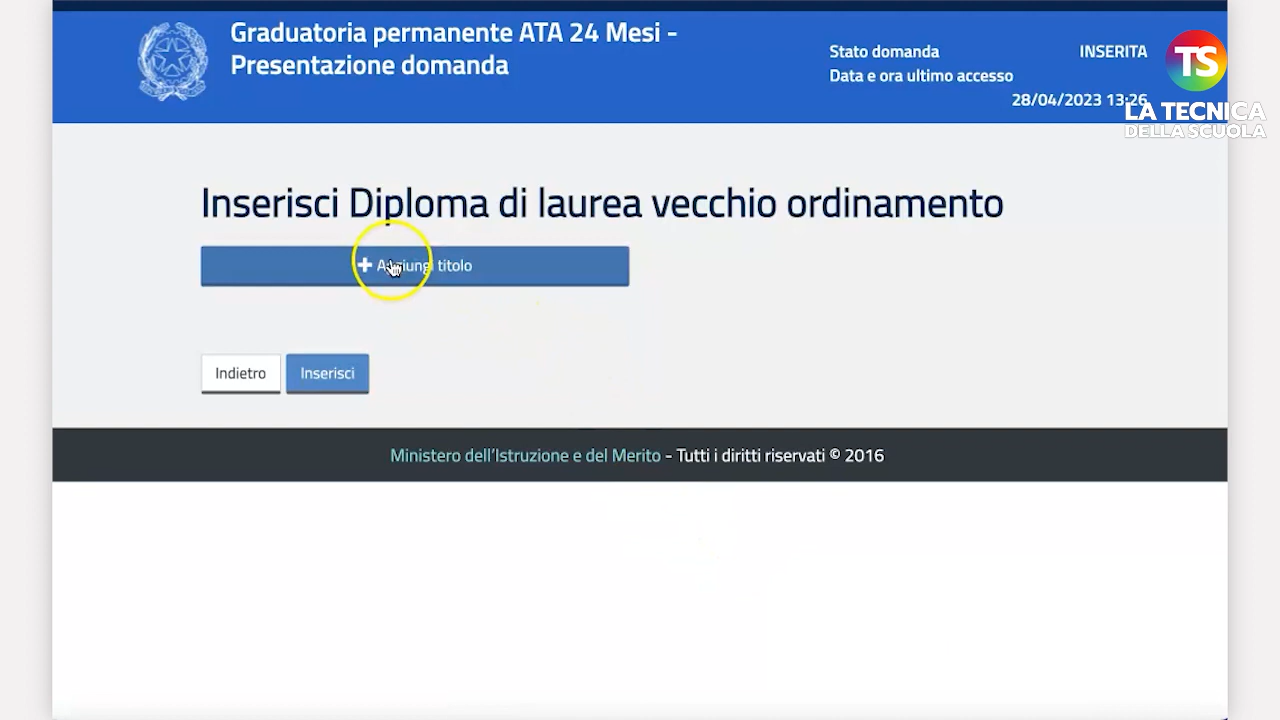 Graduatoria permanente ATA 24 Mesi -
Presentazione domanda
Stato domanda INSERITA
Data e ora ultimo accesso
28/04/2023 13:26
TS
LA TECNICA
DELLA SCUOLA
Inserisci Diploma di laurea vecchio ordinamento
Aggiungi titolo
Indietro Inserisci
Ministero dell'Istruzione e del Merito - Tutti i diritti riservati © 2016